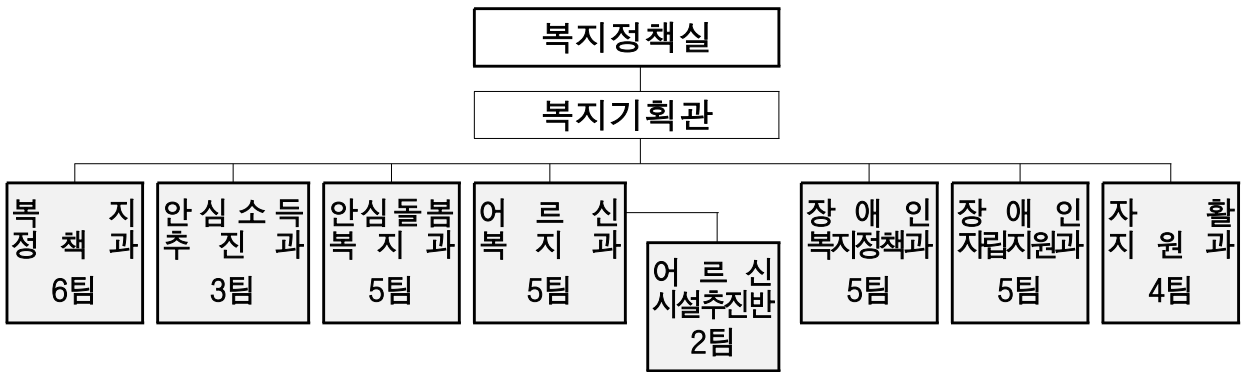 복지정책실
복지기획관
복 지
정 책 과
6팀
안 심 소 득
추 진 과
3팀
안심돌봄
복 지 과
5팀
어 르 신
복 지 과
5팀
어 르 신
시설추진반
2팀
장 애 인
복지정책과
5팀
장 애 인
자립지원과
5팀
자 활
지 원 과
4팀